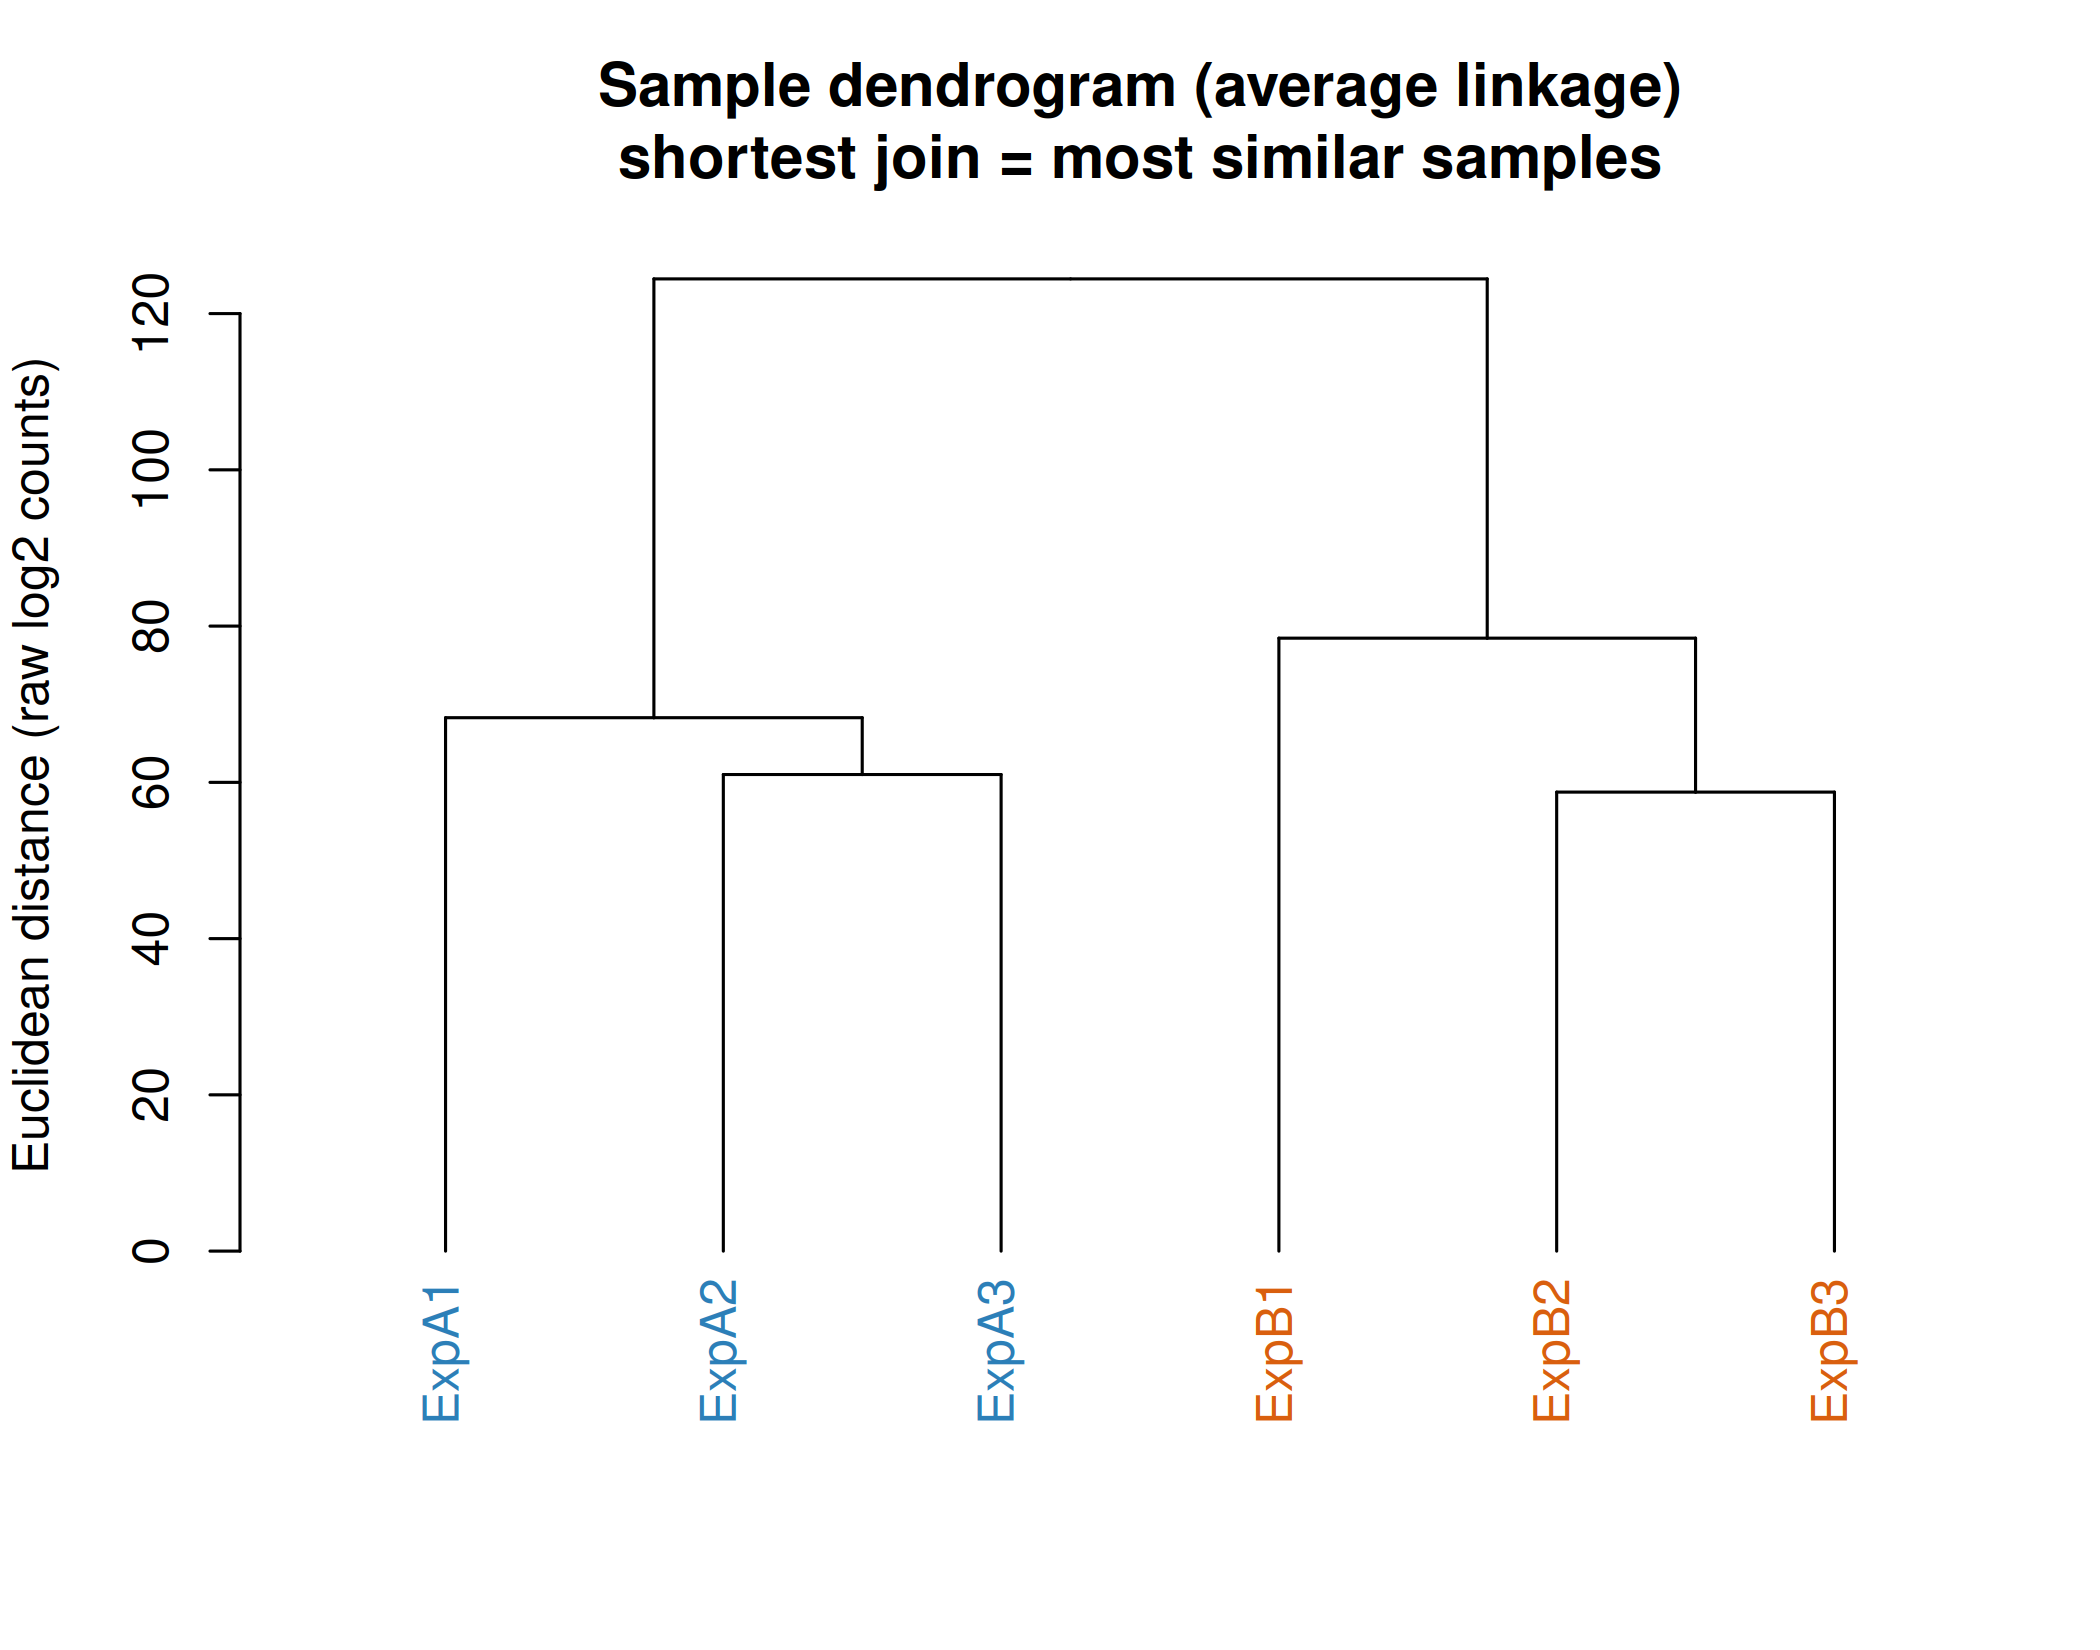 Sample dendrogram (average linkage)
shortest join = most similar samples
Euclidean distance (raw log2 counts)
120
100
80
60
40
20
0
ExpA1
ExpA2
ExpA3
ExpB1
ExpB2
ExpB3